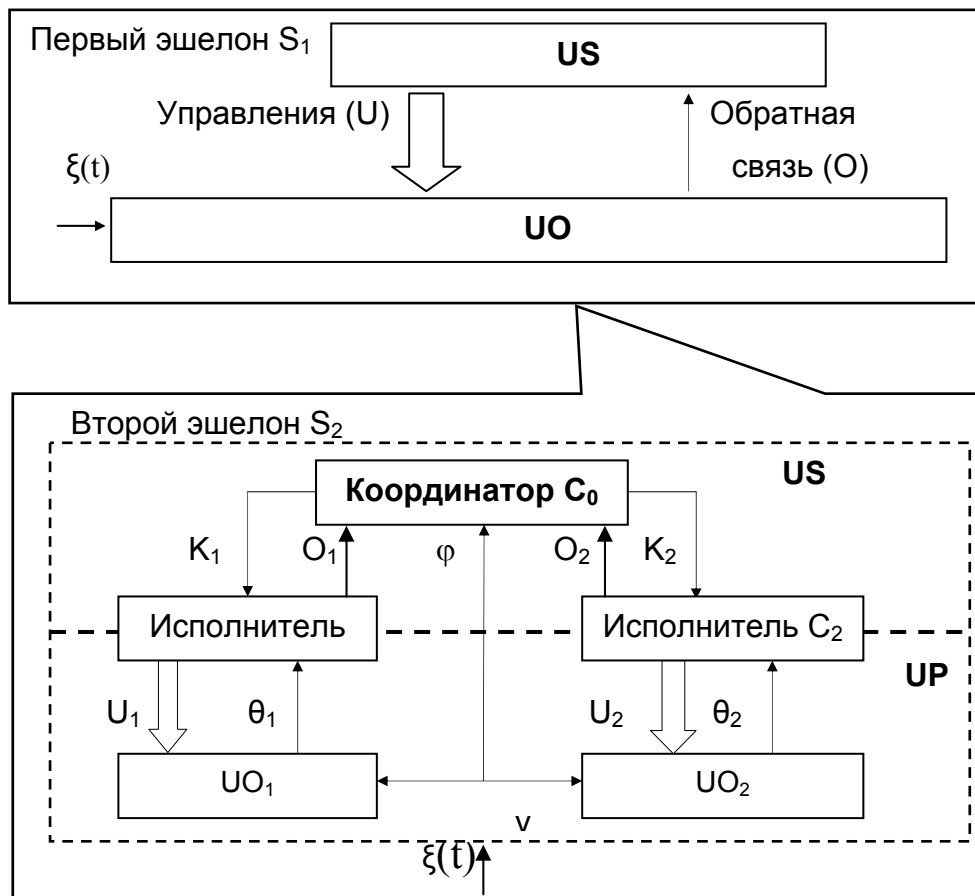 Первый эшелон S₁
US
Управления (U)
Обратная
связь (O)
ξ(t)
UO
Второй эшелон S₂
US
Координатор C₀
K₁
O₁
φ
O₂
K₂
Исполнитель
Исполнитель C₂
UP
U₁
θ₁
U₂
θ₂
UO₁
UO₂
v
ξ(t)